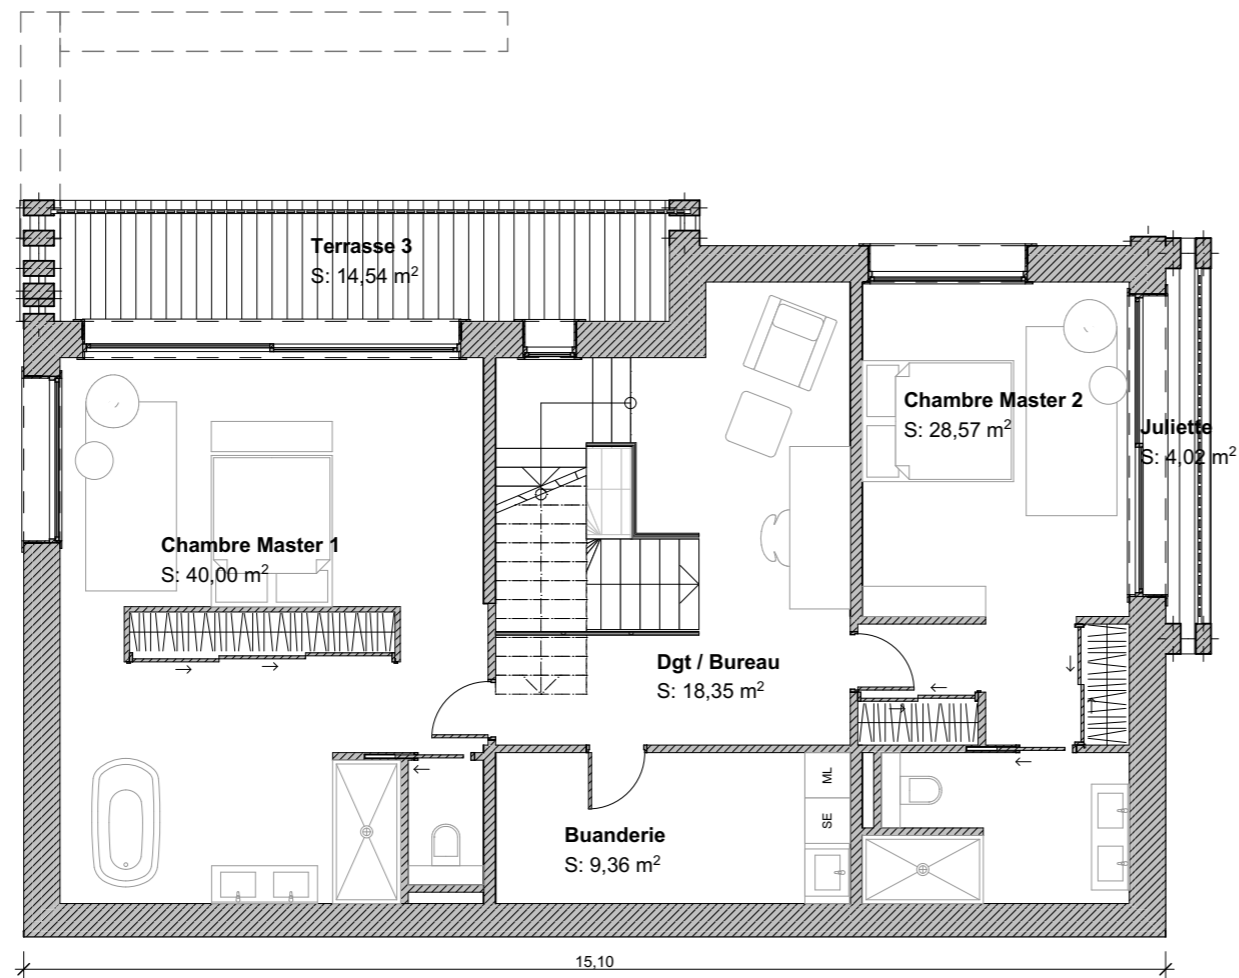 Terrasse 3
S: 14,54 m²
Chambre Master 2
S: 28,57 m²
Juliette
S: 4,02 m²
Chambre Master 1
S: 40,00 m²
Dgt / Bureau
S: 18,35 m²
ML
SE
Buanderie
S: 9,36 m²
15,10